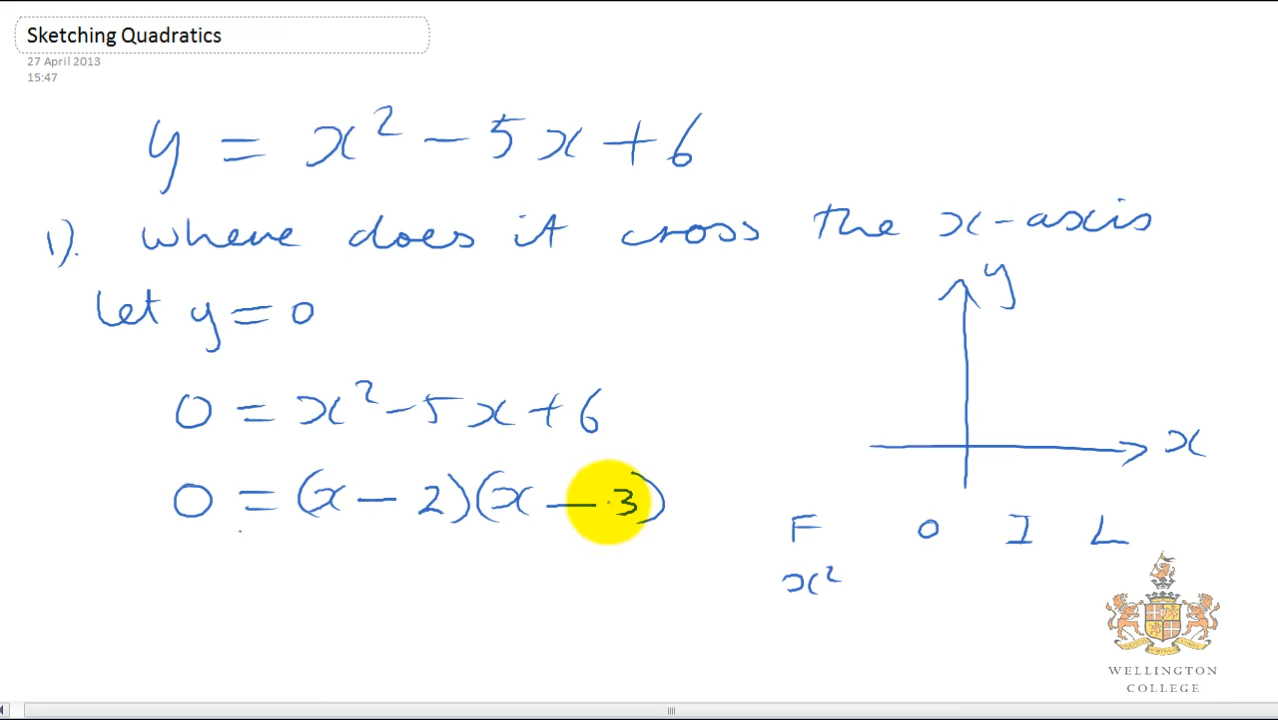 Sketching Quadratics
27 April 2013
15:47
y = x² - 5x + 6
1). where does it cross the x-axis
let y = 0
y
0 = x² - 5x + 6
x
0 = (x - 2)(x - 3)
F O I L
x²
WELLINGTON
COLLEGE